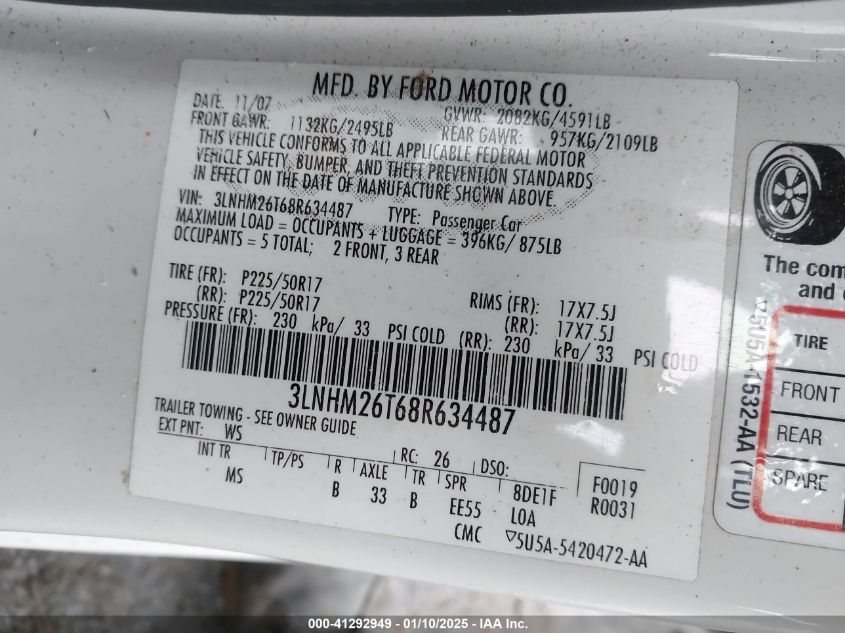 MFD. BY FORD MOTOR CO.
DATE: 11/07 GVWR: 2082KG/4591LB
FRONT GAWR: 1132KG/2495LB REAR GAWR: 957KG/2109LB
THIS VEHICLE CONFORMS TO ALL APPLICABLE FEDERAL MOTOR
VEHICLE SAFETY, BUMPER, AND THEFT PREVENTION STANDARDS
IN EFFECT ON THE DATE OF MANUFACTURE SHOWN ABOVE.
VIN: 3LNHM26T68R634487 TYPE: Passenger Car
MAXIMUM LOAD = OCCUPANTS + LUGGAGE = 396KG/ 875LB
OCCUPANTS = 5 TOTAL; 2 FRONT, 3 REAR
TIRE (FR): P225/50R17 RIMS (FR): 17X7.5J
(RR): P225/50R17 (RR): 17X7.5J
PRESSURE (FR): 230 kPa/ 33 PSI COLD (RR): 230 kPa/ 33 PSI COLD
3LNHM26T68R634487
TRAILER TOWING - SEE OWNER GUIDE
EXT PNT: WS RC: 26 DSO:
INT TR TP/PS R AXLE TR SPR 8DE1F F0019
MS B 33 B EE55 LOA R0031
CMC ▽5U5A-5420472-AA
The com
and
TIRE
FRONT
REAR
SPARE
▽5U5A-1532-AA (TLU)
000-41292949 - 01/10/2025 - IAA Inc.